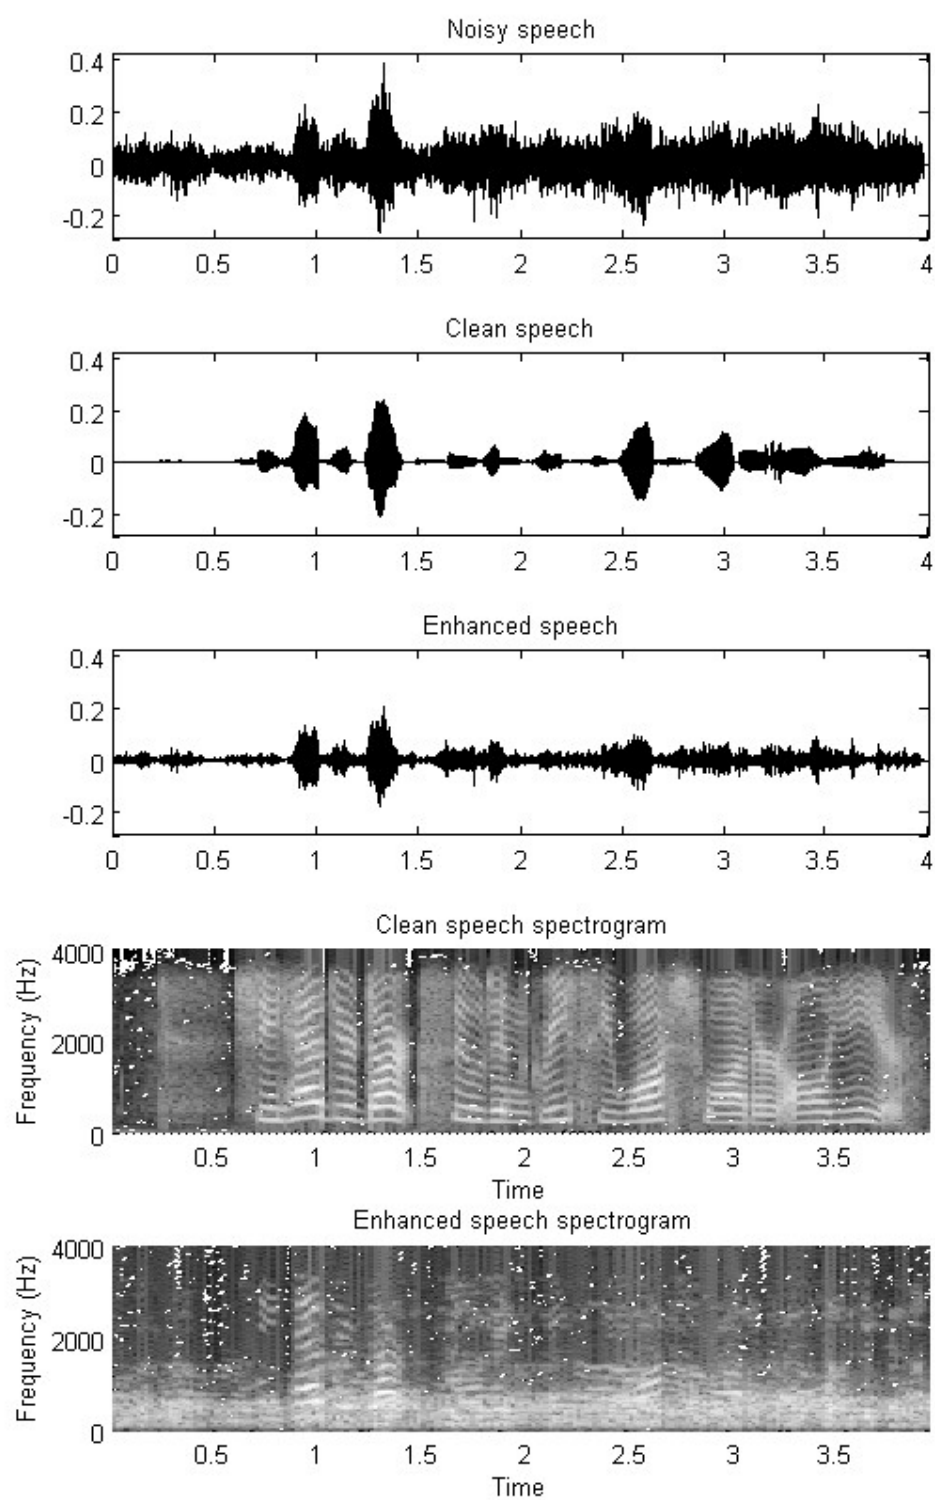 Noisy speech
0.4
0.2
0
-0.2
0 0.5 1 1.5 2 2.5 3 3.5 4
Clean speech
0.4
0.2
0
-0.2
0 0.5 1 1.5 2 2.5 3 3.5 4
Enhanced speech
0.4
0.2
0
-0.2
0 0.5 1 1.5 2 2.5 3 3.5 4
Clean speech spectrogram
Frequency (Hz)
4000
2000
0
0.5 1 1.5 2 2.5 3 3.5
Time
Enhanced speech spectrogram
Frequency (Hz)
4000
2000
0
0.5 1 1.5 2 2.5 3 3.5
Time